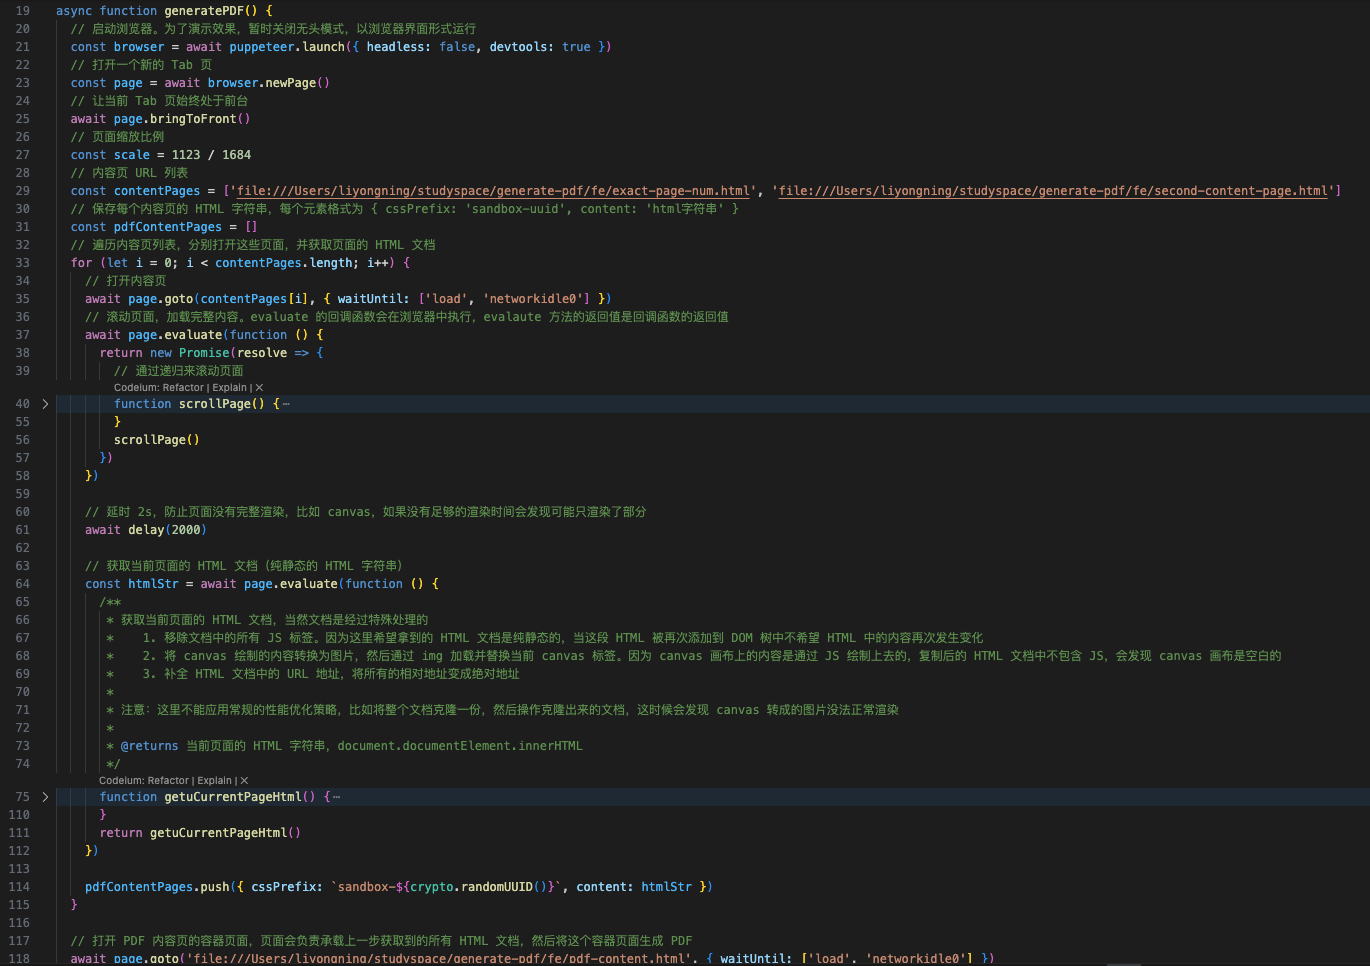 19 async function generatePDF() {
20 // 启动浏览器。为了演示效果，暂时关闭无头模式，以浏览器界面形式运行
21 const browser = await puppeteer.launch({ headless: false, devtools: true })
22 // 打开一个新的 Tab 页
23 const page = await browser.newPage()
24 // 让当前 Tab 页始终处于前台
25 await page.bringToFront()
26 // 页面缩放比例
27 const scale = 1123 / 1684
28 // 内容页 URL 列表
29 const contentPages = ['file:///Users/liyongning/studyspace/generate-pdf/fe/exact-page-num.html', 'file:///Users/liyongning/studyspace/generate-pdf/fe/second-content-page.html']
30 // 保存每个内容页的 HTML 字符串，每个元素格式为 { cssPrefix: 'sandbox-uuid', content: 'html字符串' }
31 const pdfContentPages = []
32 // 遍历内容页列表，分别打开这些页面，并获取页面的 HTML 文档
33 for (let i = 0; i < contentPages.length; i++) {
34 // 打开内容页
35 await page.goto(contentPages[i], { waitUntil: ['load', 'networkidle0'] })
36 // 滚动页面，加载完整内容。evaluate 的回调函数会在浏览器中执行，evalaute 方法的返回值是回调函数的返回值
37 await page.evaluate(function () {
38 return new Promise(resolve => {
39 // 通过递归来滚动页面
Codeium: Refactor | Explain | ×
40 > function scrollPage() { ⋯
55 }
56 scrollPage()
57 })
58 })
59
60 // 延时 2s，防止页面没有完整渲染，比如 canvas，如果没有足够的渲染时间会发现可能只渲染了部分
61 await delay(2000)
62
63 // 获取当前页面的 HTML 文档（纯静态的 HTML 字符串）
64 const htmlStr = await page.evaluate(function () {
65 /**
66 * 获取当前页面的 HTML 文档，当然文档是经过特殊处理的
67 * 1. 移除文档中的所有 JS 标签。因为这里希望拿到的 HTML 文档是纯静态的，当这段 HTML 被再次添加到 DOM 树中不希望 HTML 中的内容再次发生变化
68 * 2. 将 canvas 绘制的内容转换为图片，然后通过 img 加载并替换当前 canvas 标签。因为 canvas 画布上的内容是通过 JS 绘制上去的，复制后的 HTML 文档中不包含 JS，会发现 canvas 画布是空白的
69 * 3. 补全 HTML 文档中的 URL 地址，将所有的相对地址变成绝对地址
70 *
71 * 注意：这里不能应用常规的性能优化策略，比如将整个文档克隆一份，然后操作克隆出来的文档，这时候会发现 canvas 转成的图片没法正常渲染
72 *
73 * @returns 当前页面的 HTML 字符串，document.documentElement.innerHTML
74 */
Codeium: Refactor | Explain | ×
75 > function getuCurrentPageHtml() { ⋯
110 }
111 return getuCurrentPageHtml()
112 })
113
114 pdfContentPages.push({ cssPrefix: `sandbox-${crypto.randomUUID()}`, content: htmlStr })
115 }
116
117 // 打开 PDF 内容页的容器页面，页面会负责承载上一步获取到的所有 HTML 文档，然后将这个容器页面生成 PDF
118 await page.goto('file:///Users/liyongning/studyspace/generate-pdf/fe/pdf-content.html', { waitUntil: ['load', 'networkidle0'] })